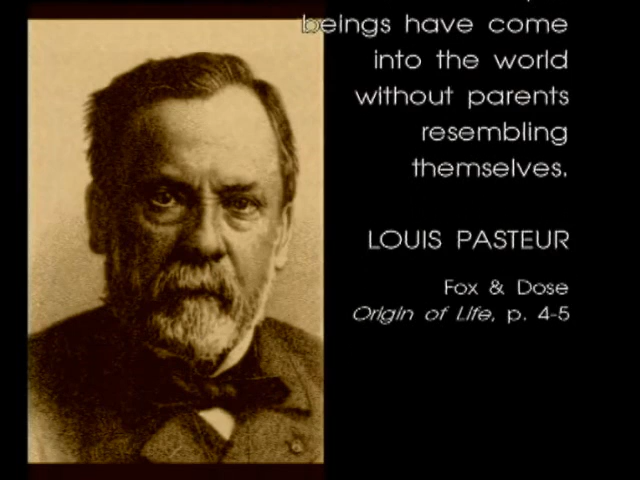 beings have come
into the world
without parents
resembling
themselves.
LOUIS PASTEUR
Fox & Dose
Origin of Life, p. 4-5